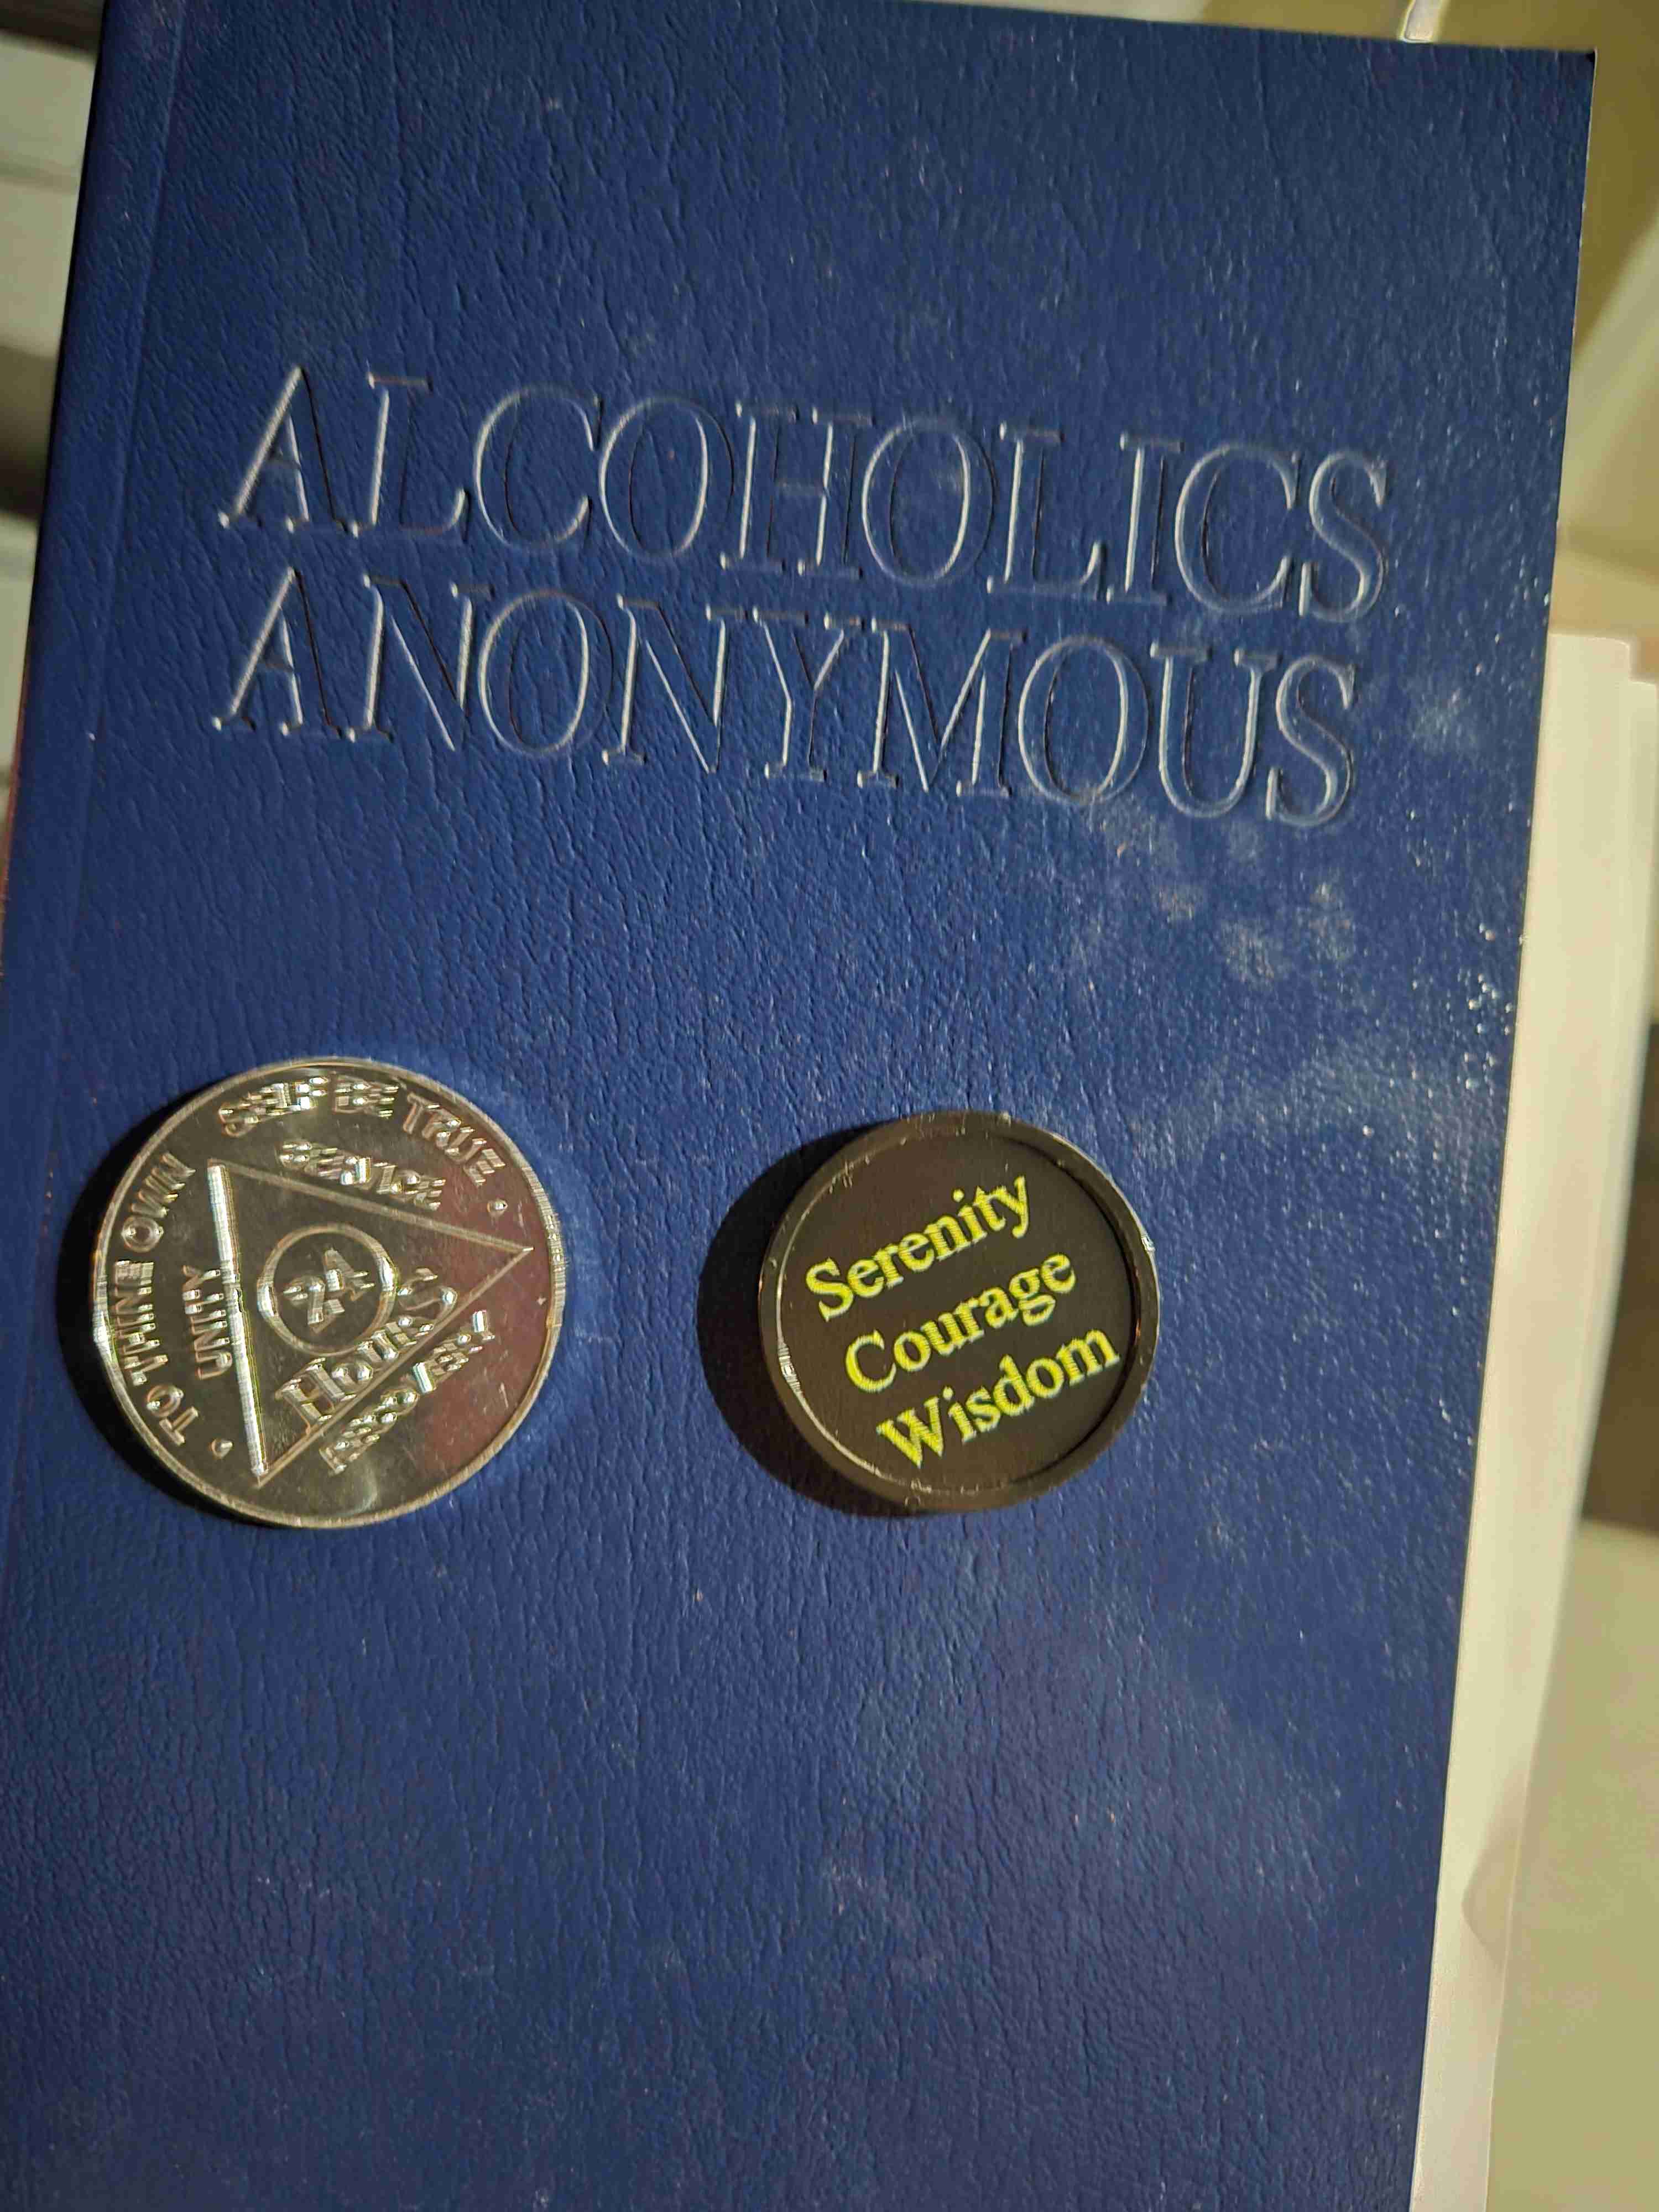 ALCOHOLICS
ANONYMOUS
TO THINE OWN SELF BE TRUE
SERVICE
UNITY
24
Hours
RECOVERY
Serenity
Courage
Wisdom